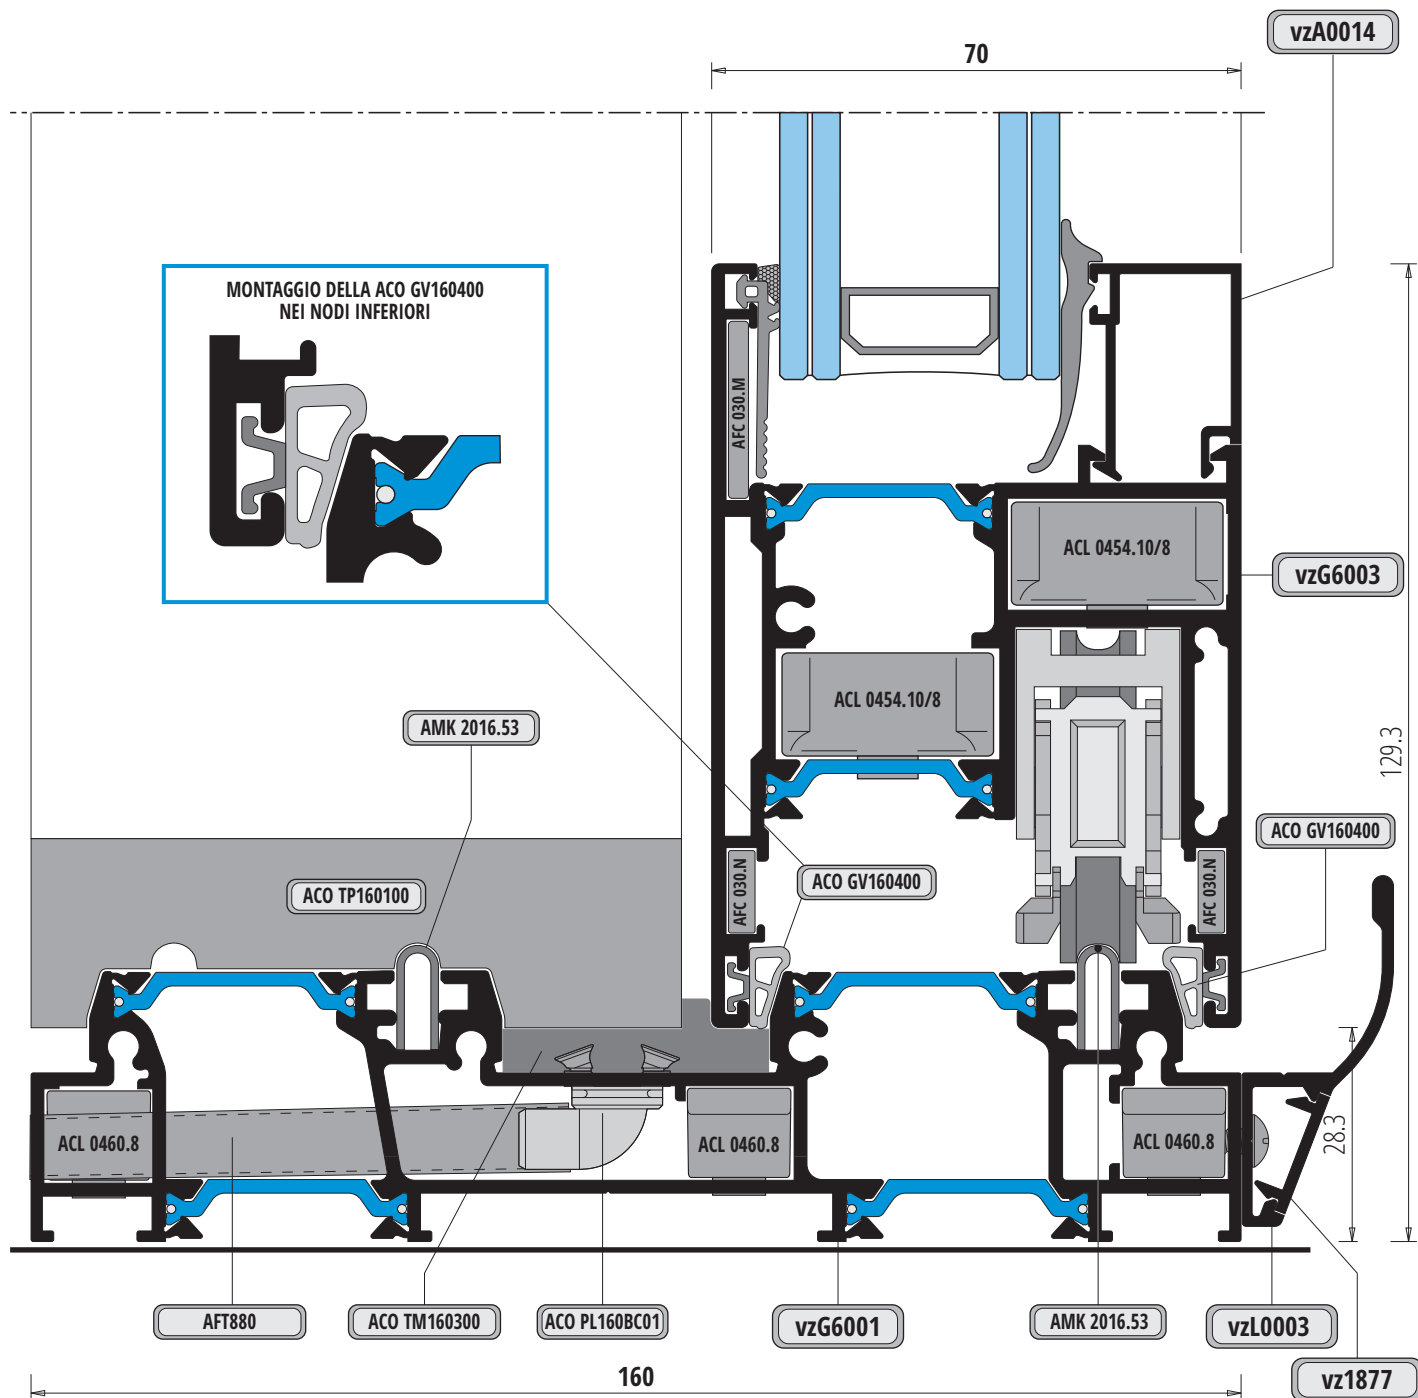 vzA0014
70
MONTAGGIO DELLA ACO GV160400
NEI NODI INFERIORI
AFC 030.M
ACL 0454.10/8
vzG6003
ACL 0454.10/8
AMK 2016.53
129.3
ACO GV160400
ACO TP160100
ACO GV160400
AFC 030.N
AFC 030.N
ACL 0460.8
ACL 0460.8
ACL 0460.8
28.3
AFT880
ACO TM160300
ACO PL160BC01
vzG6001
AMK 2016.53
vzL0003
160
vz1877